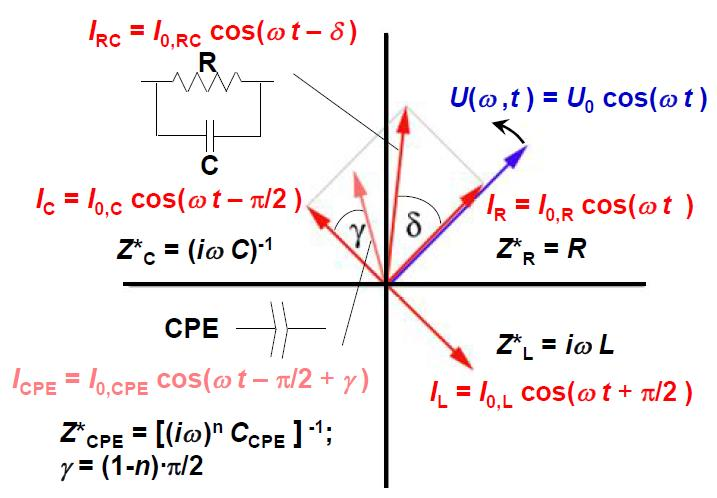 I_RC = I_0,RC cos(ω t – δ )
R
C
U(ω ,t ) = U_0 cos(ω t )
I_C = I_0,C cos(ω t – π/2 )
Z*_C = (iω C)^-1
γ
δ
I_R = I_0,R cos(ω t )
Z*_R = R
CPE
Z*_L = iω L
I_CPE = I_0,CPE cos(ω t – π/2 + γ )
I_L = I_0,L cos(ω t + π/2 )
Z*_CPE = [(iω)^n C_CPE ]^-1;
γ = (1-n)·π/2